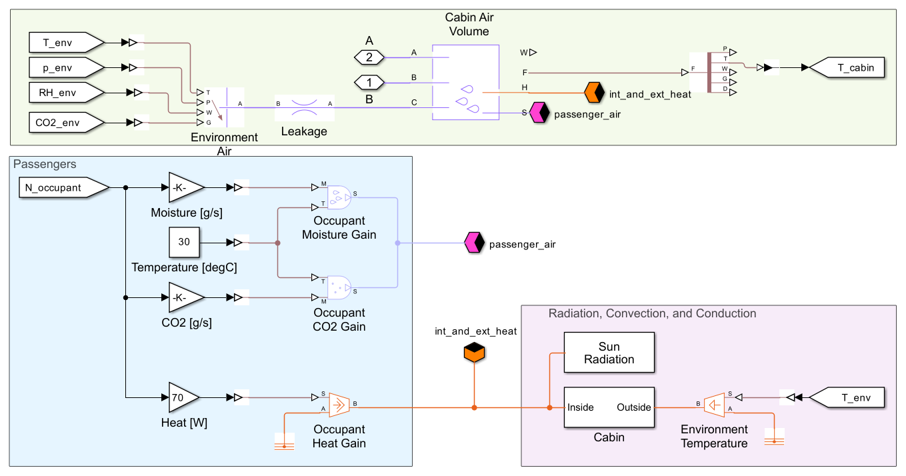 Cabin Air
Volume
T_env
p_env
RH_env
CO2_env
T
P
W
G
A
Environment
Air
B
A
Leakage
A
2
A
1
B
B
C
W
F
H
S
int_and_ext_heat
passenger_air
F
P
T
W
G
D
T_cabin
Passengers
N_occupant
-K-
Moisture [g/s]
M
T
S
Occupant
Moisture Gain
30
Temperature [degC]
passenger_air
-K-
CO2 [g/s]
T
M
S
Occupant
CO2 Gain
70
Heat [W]
S
A
B
Occupant
Heat Gain
int_and_ext_heat
Radiation, Convection, and Conduction
Sun
Radiation
Inside
Outside
Cabin
B
S
A
Environment
Temperature
T_env